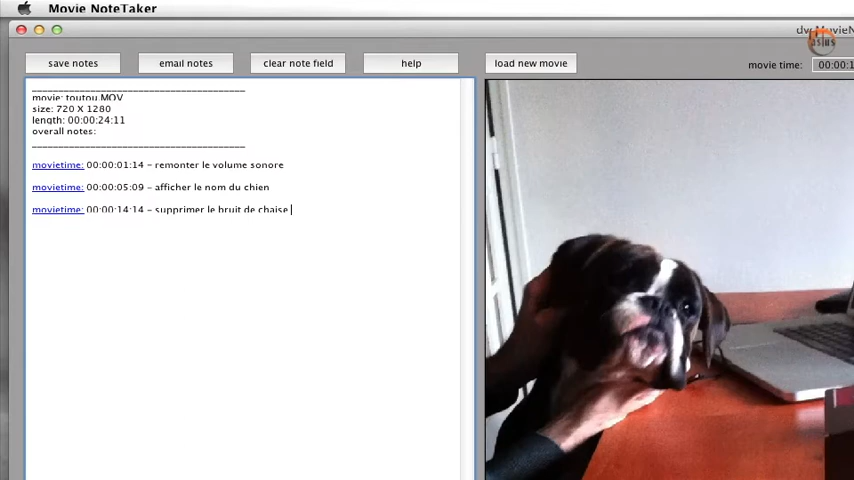 Movie NoteTaker
save notes
email notes
clear note field
help
load new movie
movie time:
movie: toutou.MOV
size: 720 X 1280
length: 00:00:24:11
overall notes:
movietime: 00:00:01:14 – remonter le volume sonore
movietime: 00:00:05:09 – afficher le nom du chien
movietime: 00:00:14:14 – supprimer le bruit de chaise